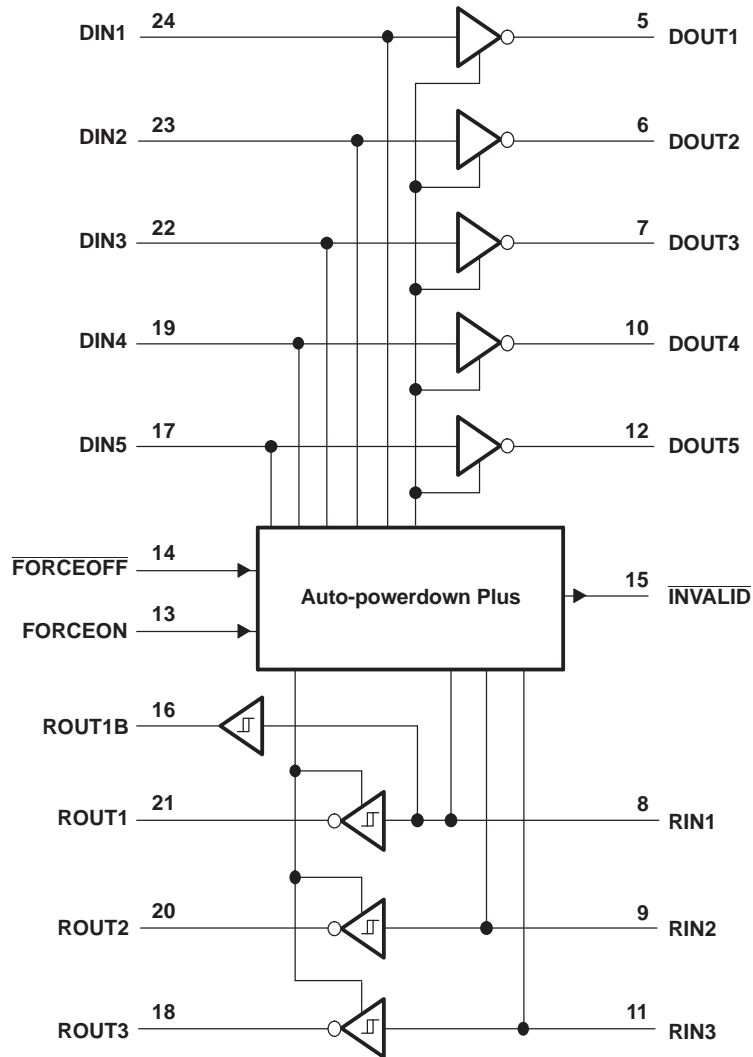 DIN1 24 5 DOUT1
DIN2 23 6 DOUT2
DIN3 22 7 DOUT3
DIN4 19 10 DOUT4
DIN5 17 12 DOUT5
FORCEOFF 14
Auto-powerdown Plus 15 INVALID
FORCEON 13
ROUT1B 16
ROUT1 21 8 RIN1
ROUT2 20 9 RIN2
ROUT3 18 11 RIN3